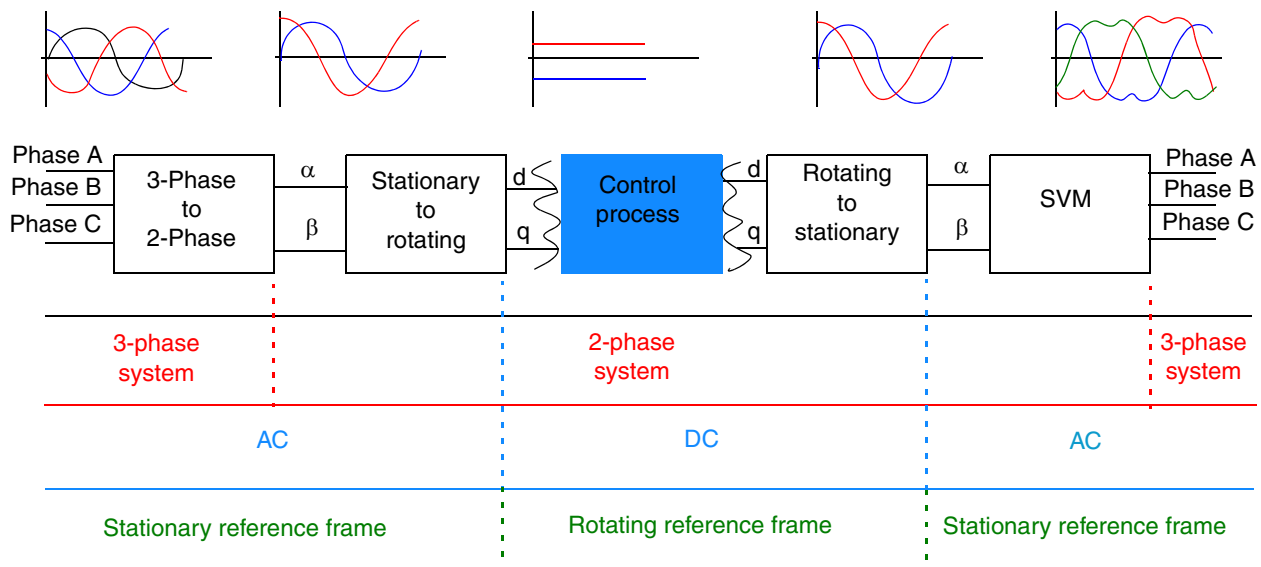 Phase A
Phase B
Phase C
3-Phase
to
2-Phase
α
β
Stationary
to
rotating
d
q
Control
process
d
q
Rotating
to
stationary
α
β
SVM
Phase A
Phase B
Phase C
3-phase
system
2-phase
system
3-phase
system
AC
DC
AC
Stationary reference frame
Rotating reference frame
Stationary reference frame